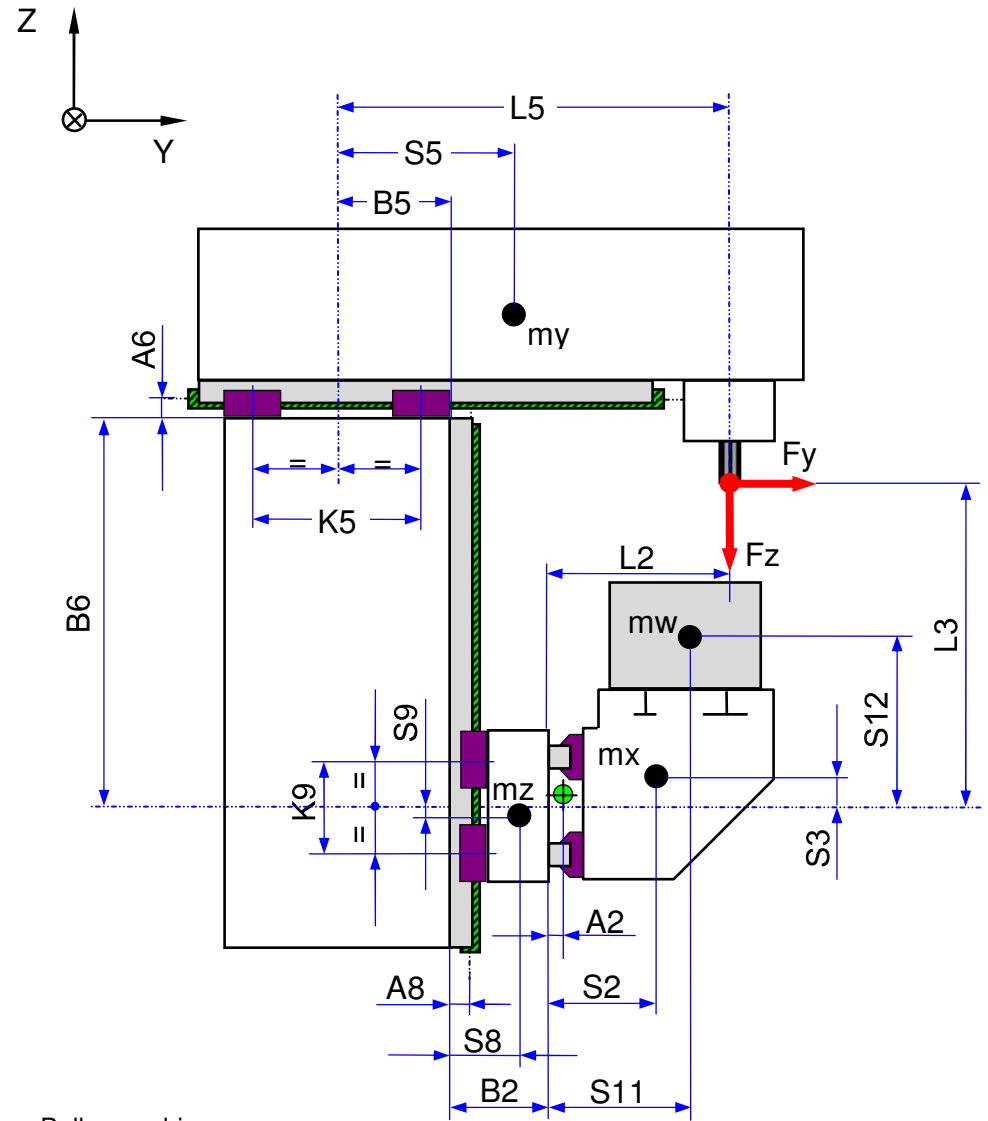 Z
L5
Y
S5
B5
A6
my
= =
Fy
K5
Fz
L2
B6
mw
L3
S9
S12
=
mx
K9
mz
=
S3
A2
A8
S2
S8
B2
S11